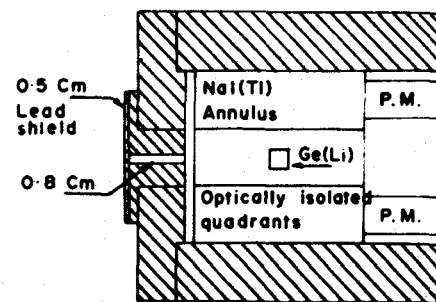 0·5 Cm
Lead
shield
0·8 Cm
NaI(Tl)
Annulus
P.M.
Ge(Li)
Optically isolated
quadrants
P.M.